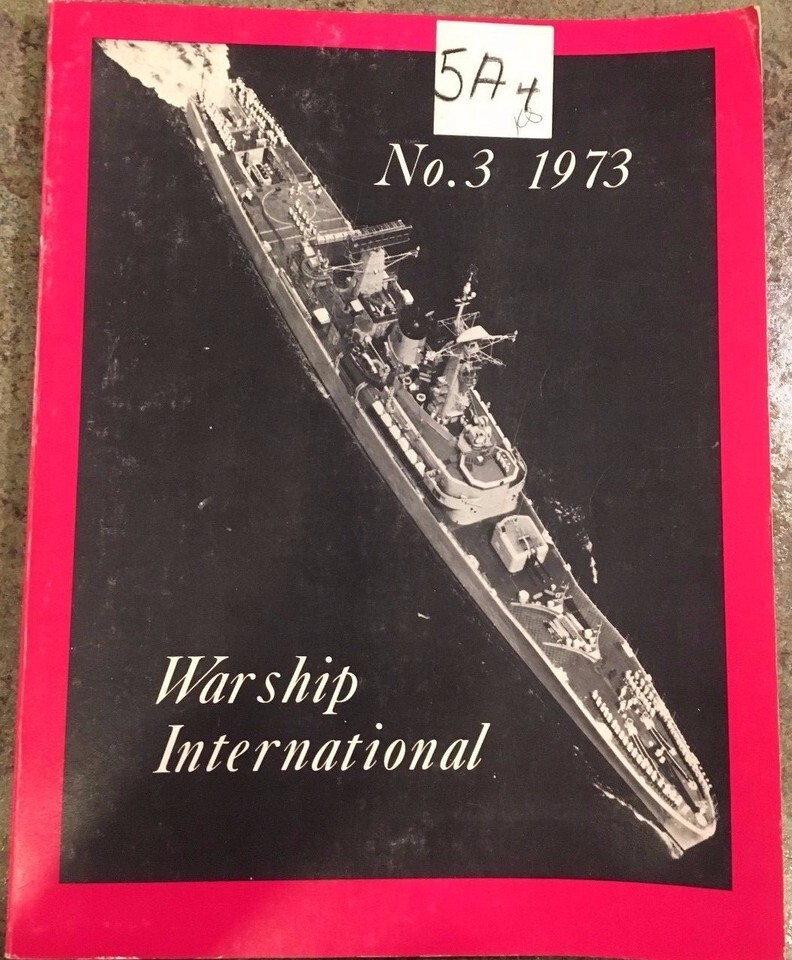 5A4
No.3 1973
Warship
International